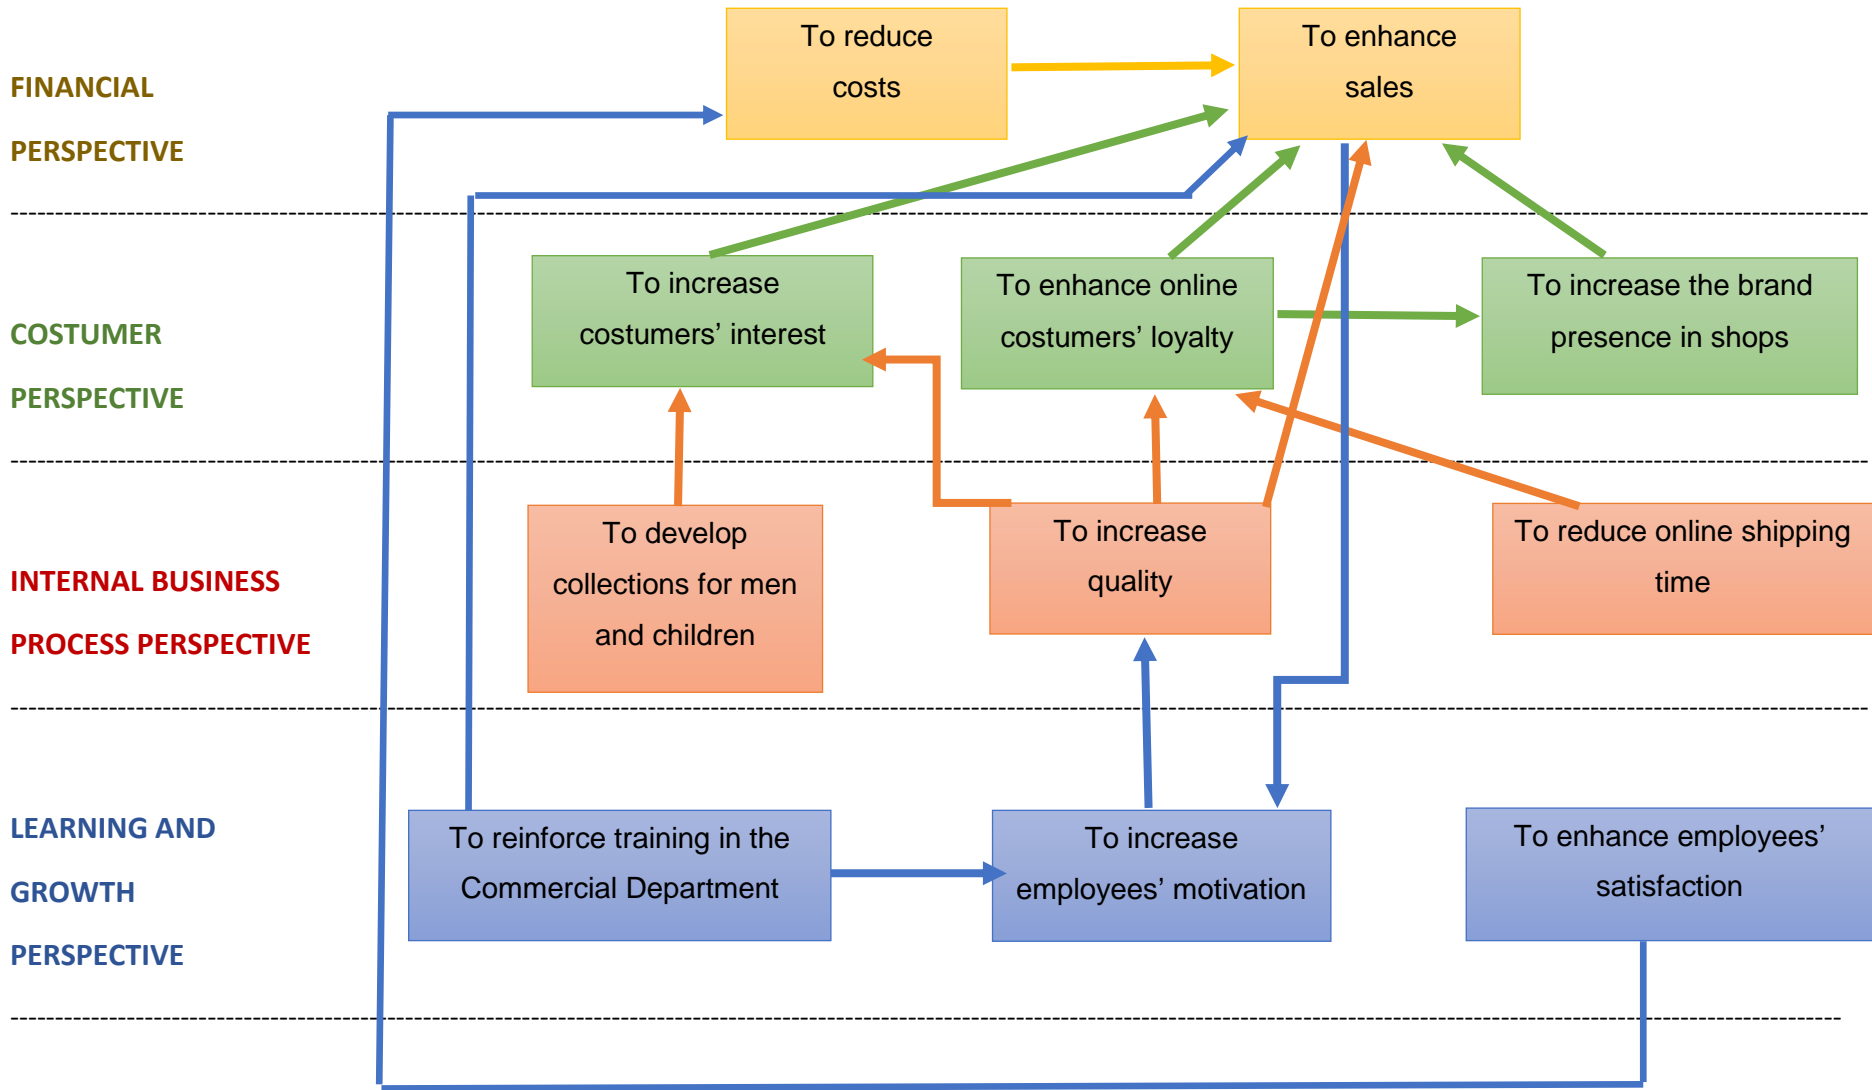 FINANCIAL
PERSPECTIVE
To reduce
costs
To enhance
sales
COSTUMER
PERSPECTIVE
To increase
costumers’ interest
To enhance online
costumers’ loyalty
To increase the brand
presence in shops
INTERNAL BUSINESS
PROCESS PERSPECTIVE
To develop
collections for men
and children
To increase
quality
To reduce online shipping
time
LEARNING AND
GROWTH
PERSPECTIVE
To reinforce training in the
Commercial Department
To increase
employees’ motivation
To enhance employees’
satisfaction